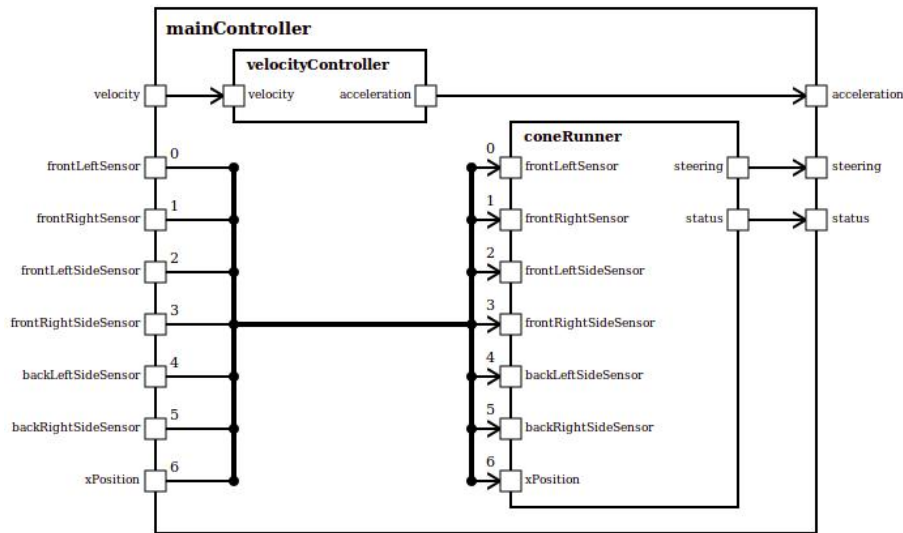 mainController
velocityController
velocity velocity acceleration acceleration
coneRunner
frontLeftSensor 0 0 frontLeftSensor steering steering
frontRightSensor 1 1 frontRightSensor status status
frontLeftSideSensor 2 2 frontLeftSideSensor
frontRightSideSensor 3 3 frontRightSideSensor
backLeftSideSensor 4 4 backLeftSideSensor
backRightSideSensor 5 5 backRightSideSensor
xPosition 6 6 xPosition